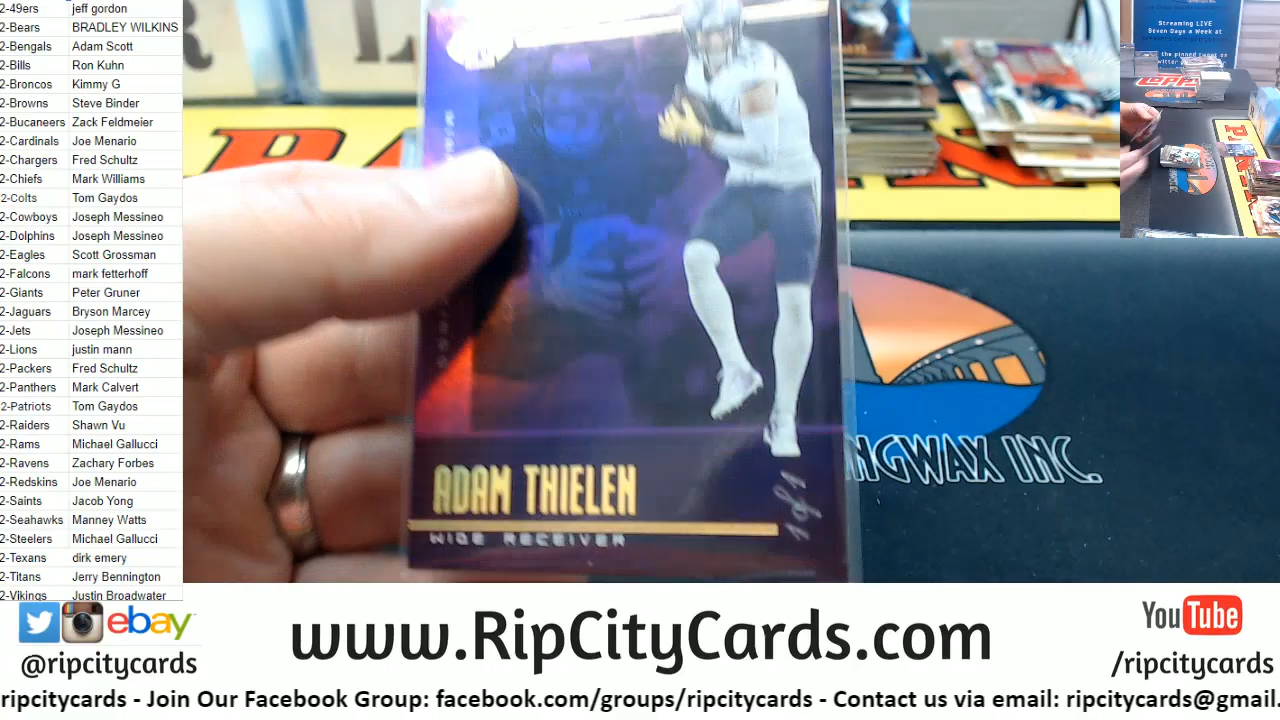 2-49ers jeff gordon
2-Bears BRADLEY WILKINS
2-Bengals Adam Scott
2-Bills Ron Kuhn
2-Broncos Kimmy G
2-Browns Steve Binder
2-Bucaneers Zack Feldmeier
2-Cardinals Joe Menario
2-Chargers Fred Schultz
2-Chiefs Mark Williams
2-Colts Tom Gaydos
2-Cowboys Joseph Messineo
2-Dolphins Joseph Messineo
2-Eagles Scott Grossman
2-Falcons mark fetterhoff
2-Giants Peter Gruner
2-Jaguars Bryson Marcey
2-Jets Joseph Messineo
2-Lions justin mann
2-Packers Fred Schultz
2-Panthers Mark Calvert
2-Patriots Tom Gaydos
2-Raiders Shawn Vu
2-Rams Michael Gallucci
2-Ravens Zachary Forbes
2-Redskins Joe Menario
2-Saints Jacob Yong
2-Seahawks Manney Watts
2-Steelers Michael Gallucci
2-Texans dirk emery
2-Titans Jerry Bennington
2-Vikings Justin Broadwater
ADAM THIELEN
WIDE RECEIVER
1 of 1
NGWAX INC.
Streaming LIVE
Seven Days a Week at
the pinned tweet on
ebay
@ripcitycards
www.RipCityCards.com
YouTube
/ripcitycards
ripcitycards - Join Our Facebook Group: facebook.com/groups/ripcitycards - Contact us via email: ripcitycards@gmail.